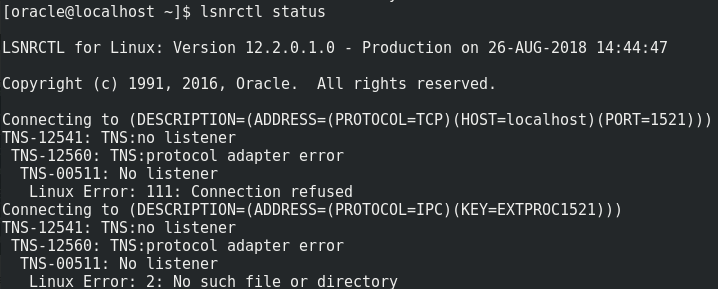 [oracle@localhost ~]$ lsnrctl status
LSNRCTL for Linux: Version 12.2.0.1.0 - Production on 26-AUG-2018 14:44:47
Copyright (c) 1991, 2016, Oracle.  All rights reserved.
Connecting to (DESCRIPTION=(ADDRESS=(PROTOCOL=TCP)(HOST=localhost)(PORT=1521)))
TNS-12541: TNS:no listener
 TNS-12560: TNS:protocol adapter error
  TNS-00511: No listener
   Linux Error: 111: Connection refused
Connecting to (DESCRIPTION=(ADDRESS=(PROTOCOL=IPC)(KEY=EXTPROC1521)))
TNS-12541: TNS:no listener
 TNS-12560: TNS:protocol adapter error
  TNS-00511: No listener
   Linux Error: 2: No such file or directory